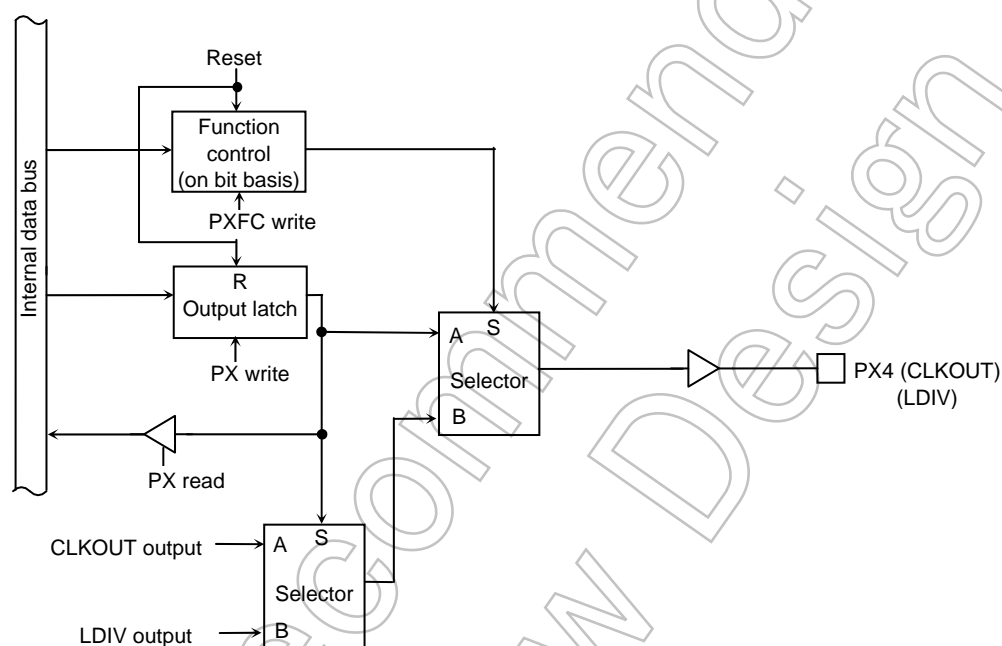 Reset
Function
control
(on bit basis)
PXFC write
Internal data bus
R
Output latch
PX write
A
S
Selector
B
PX4 (CLKOUT)
(LDIV)
PX read
CLKOUT output
A
S
Selector
LDIV output
B